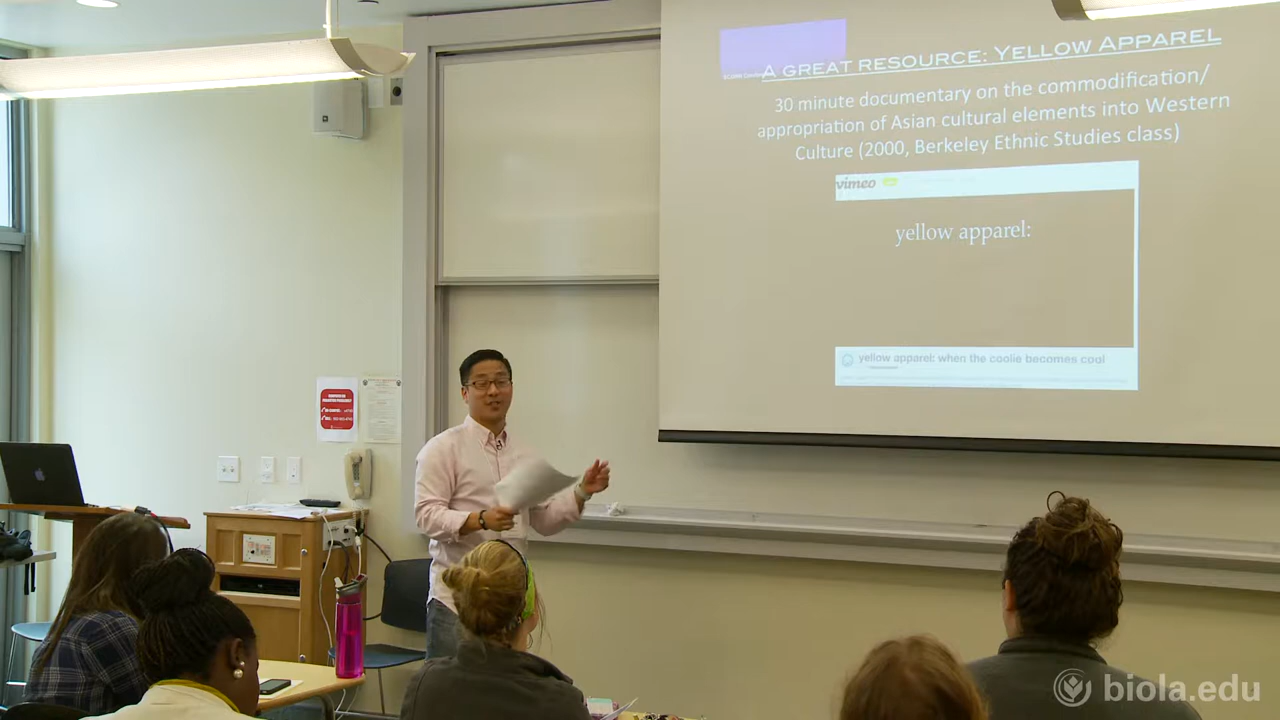 A GREAT RESOURCE: YELLOW APPAREL
30 minute documentary on the commodification/
appropriation of Asian cultural elements into Western
Culture (2000, Berkeley Ethnic Studies class)
vimeo
yellow apparel:
yellow apparel: when the coolie becomes cool
biola.edu